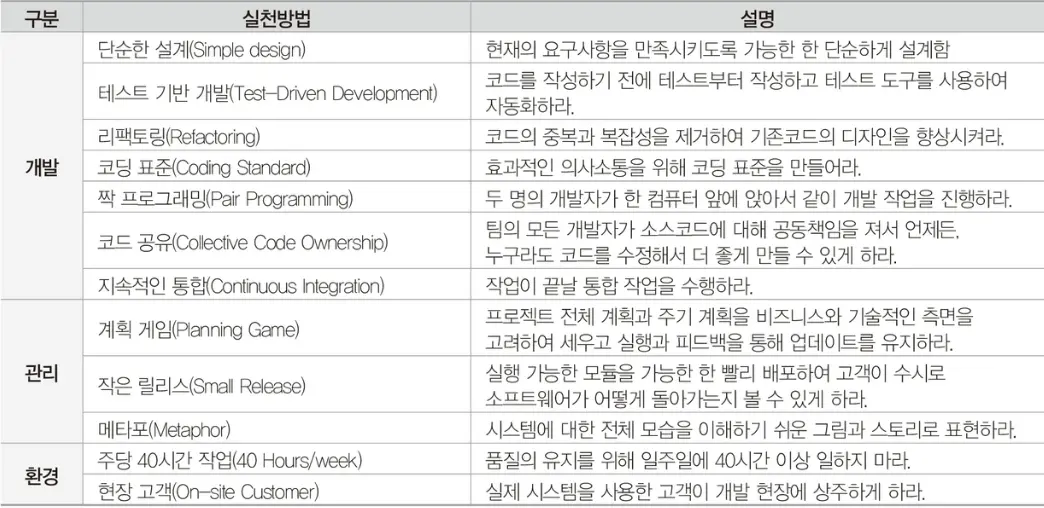 구분 실천방법 설명
개발
단순한 설계(Simple design) 현재의 요구사항을 만족시키도록 가능한 한 단순하게 설계함
테스트 기반 개발(Test-Driven Development) 코드를 작성하기 전에 테스트부터 작성하고 테스트 도구를 사용하여
자동화하라.
리팩토링(Refactoring) 코드의 중복과 복잡성을 제거하여 기존코드의 디자인을 향상시켜라.
코딩 표준(Coding Standard) 효과적인 의사소통을 위해 코딩 표준을 만들어라.
짝 프로그래밍(Pair Programming) 두 명의 개발자가 한 컴퓨터 앞에 앉아서 같이 개발 작업을 진행하라.
코드 공유(Collective Code Ownership) 팀의 모든 개발자가 소스코드에 대해 공동책임을 져서 언제든,
누구라도 코드를 수정해서 더 좋게 만들 수 있게 하라.
지속적인 통합(Continuous Integration) 작업이 끝날 통합 작업을 수행하라.
관리
계획 게임(Planning Game) 프로젝트 전체 계획과 주기 계획을 비즈니스와 기술적인 측면을
고려하여 세우고 실행과 피드백을 통해 업데이트를 유지하라.
작은 릴리스(Small Release) 실행 가능한 모듈을 가능한 한 빨리 배포하여 고객이 수시로
소프트웨어가 어떻게 돌아가는지 볼 수 있게 하라.
메타포(Metaphor) 시스템에 대한 전체 모습을 이해하기 쉬운 그림과 스토리로 표현하라.
환경
주당 40시간 작업(40 Hours/week) 품질의 유지를 위해 일주일에 40시간 이상 일하지 마라.
현장 고객(On-site Customer) 실제 시스템을 사용한 고객이 개발 현장에 상주하게 하라.